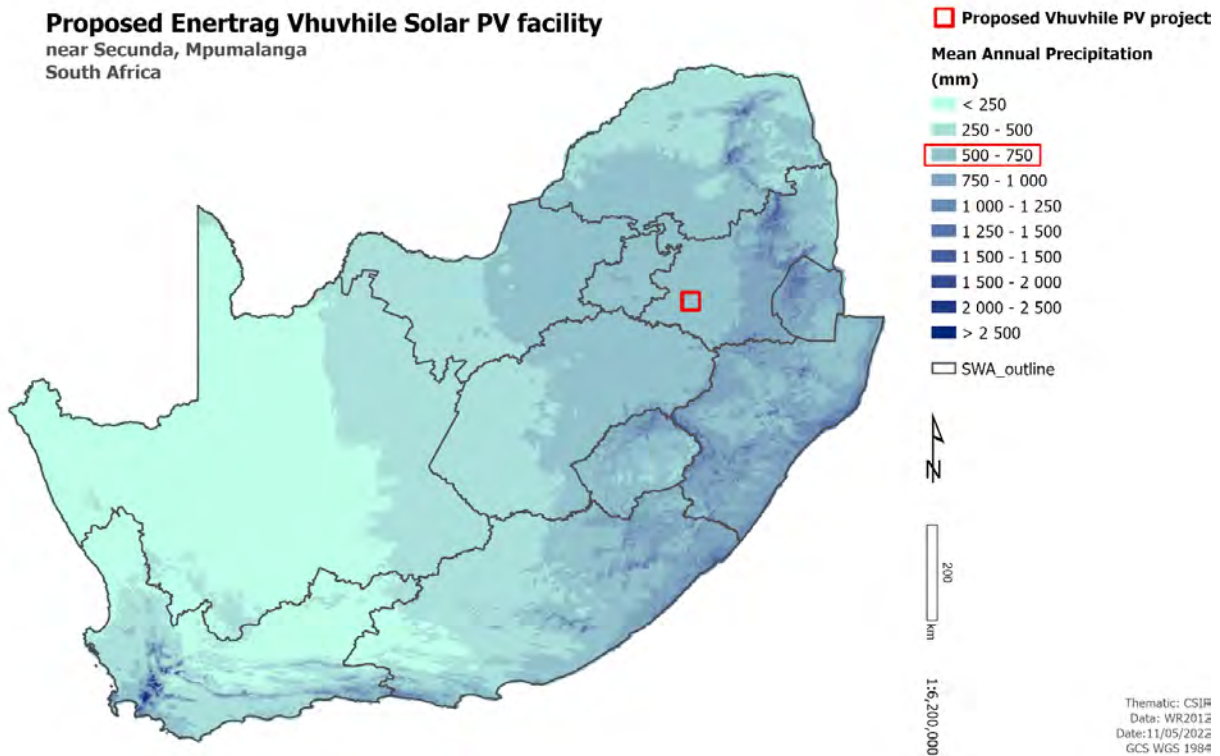 Proposed Enertrag Vhuvhile Solar PV facility
near Secunda, Mpumalanga
South Africa
Proposed Vhuvhile PV project
Mean Annual Precipitation
(mm)
< 250
250 - 500
500 - 750
750 - 1 000
1 000 - 1 250
1 250 - 1 500
1 500 - 1 500
1 500 - 2 000
2 000 - 2 500
> 2 500
SWA_outline
N
200
km
1:6,200,000
Thematic: CSIR
Data: WR2012
Date:11/05/2022
GCS WGS 1984